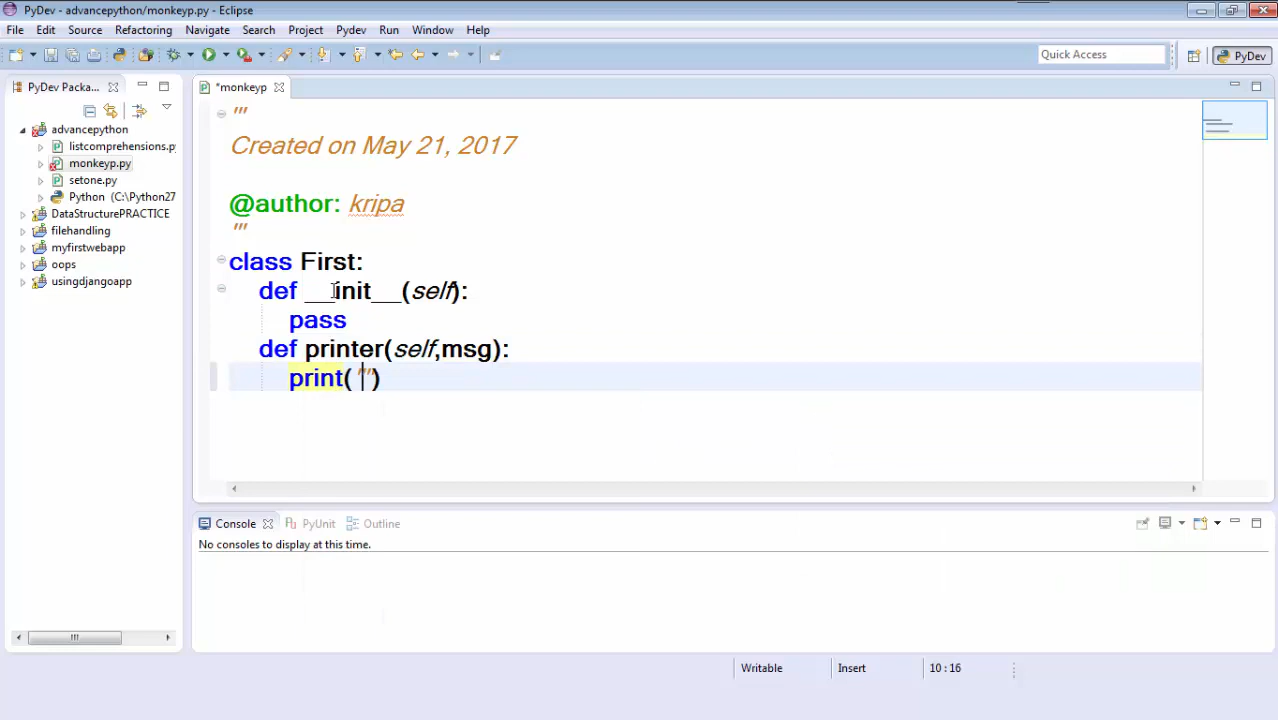 PyDev - advancepython/monkeyp.py - Eclipse
File Edit Source Refactoring Navigate Search Project Pydev Run Window Help
Quick Access
PyDev
PyDev Packa...
*monkeyp
advancepython
listcomprehensions.py
monkeyp.py
setone.py
Python (C:\Python27
DataStructurePRACTICE
filehandling
myfirstwebapp
oops
usingdjangoapp
'''
Created on May 21, 2017
@author: kripa
'''
class First:
def __init__(self):
pass
def printer(self,msg):
print( "")
Console PyUnit Outline
No consoles to display at this time.
Writable Insert 10 : 16